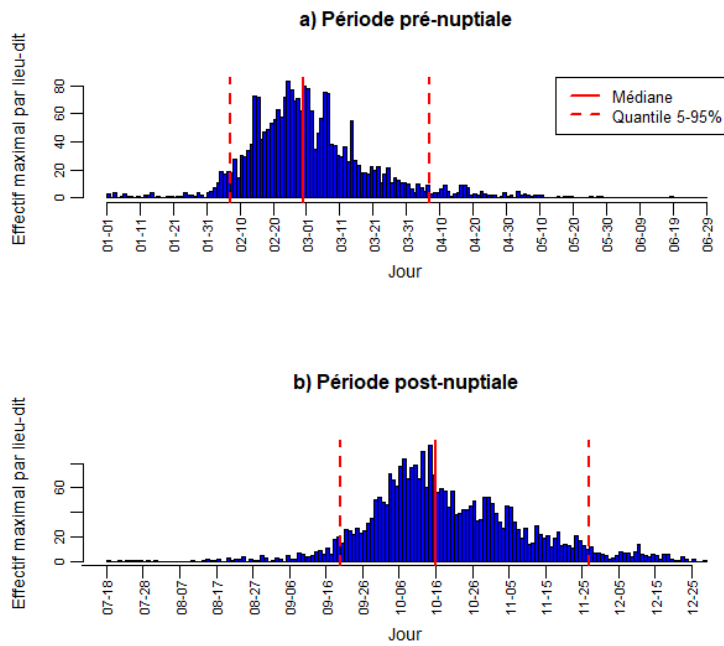 a) Période pré-nuptiale
Effectif maximal par lieu-dit
0 20 40 60 80
Médiane
Quantile 5-95%
01-01 01-11 01-21 01-31 02-10 02-20 03-01 03-11 03-21 03-31 04-10 04-20 04-30 05-10 05-20 05-30 06-09 06-19 06-29
Jour
b) Période post-nuptiale
Effectif maximal par lieu-dit
0 20 60
07-18 07-28 08-07 08-17 08-27 09-06 09-16 09-26 10-06 10-16 10-26 11-05 11-15 11-25 12-05 12-15 12-25
Jour